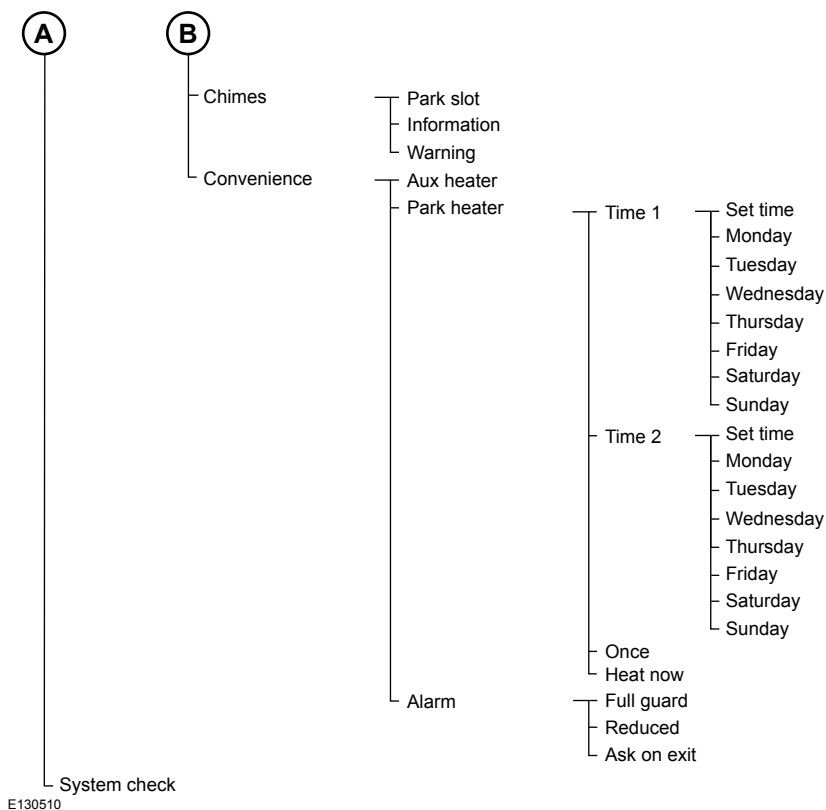 A B
Chimes Park slot
Information
Warning
Convenience Aux heater
Park heater Time 1 Set time
Monday
Tuesday
Wednesday
Thursday
Friday
Saturday
Sunday
Time 2 Set time
Monday
Tuesday
Wednesday
Thursday
Friday
Saturday
Sunday
Once
Heat now
Alarm Full guard
Reduced
Ask on exit
System check
E130510